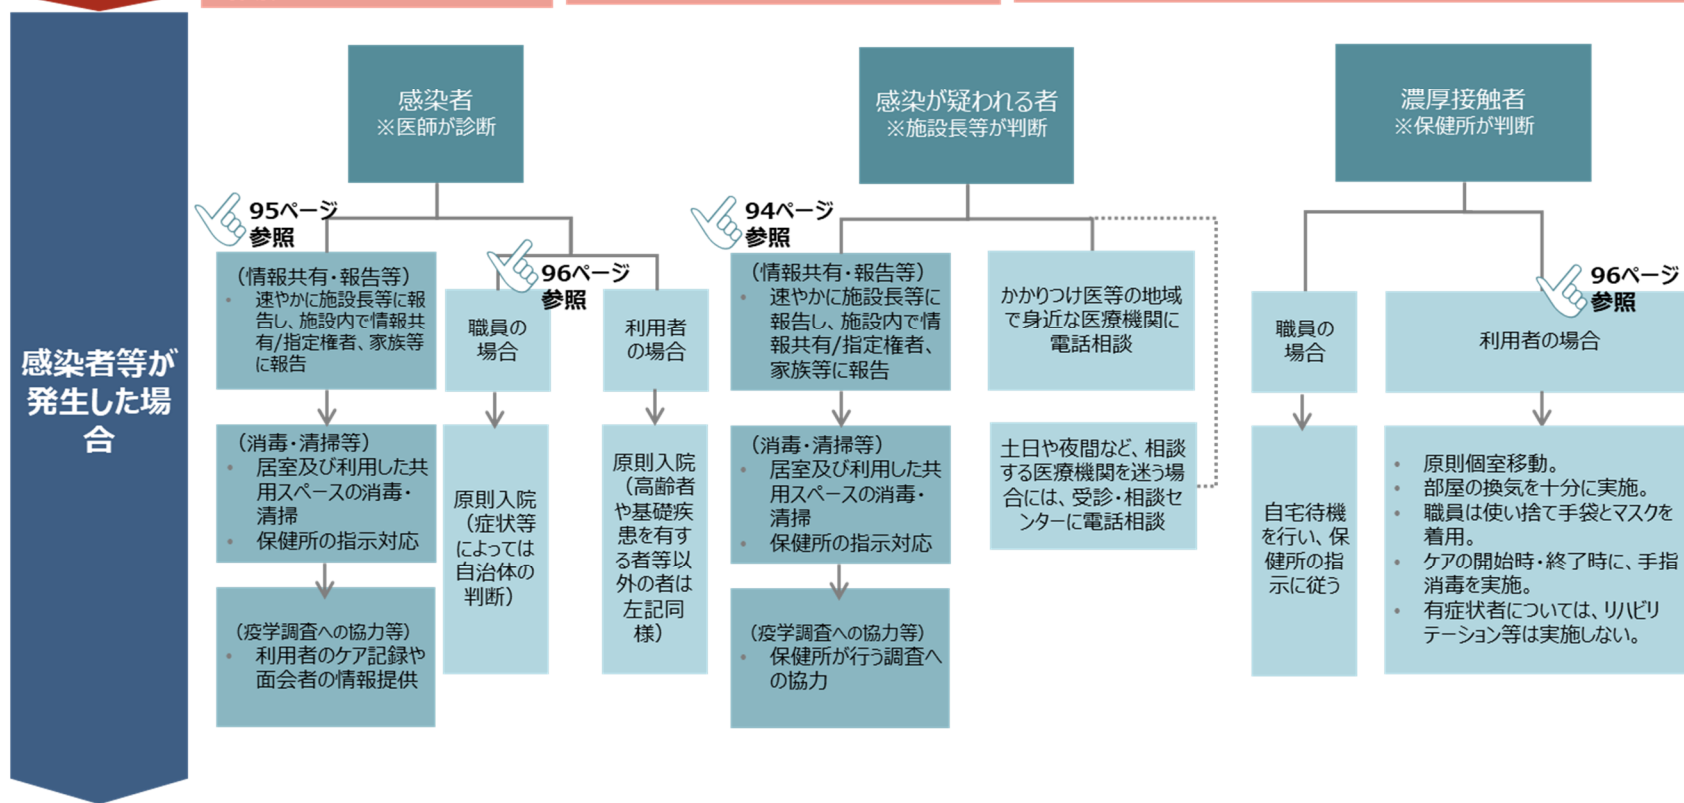 感染者等が
発生した場
合
感染者
※医師が診断
95ページ
参照
(情報共有・報告等)
• 速やかに施設長等に報
告し、施設内で情報共
有/指定権者、家族等
に報告
(消毒・清掃等)
• 居室及び利用した共
用スペースの消毒・
清掃
• 保健所の指示対応
(疫学調査への協力等)
• 利用者のケア記録や
面会者の情報提供
96ページ
参照
職員の
場合
原則入院
(症状等
によっては
自治体の
判断)
利用者
の場合
原則入院
(高齢者
や基礎疾
患を有す
る者等以
外の者は
左記同
様)
感染が疑われる者
※施設長等が判断
94ページ
参照
(情報共有・報告等)
• 速やかに施設長等に
報告し、施設内で情
報共有/指定権者、
家族等に報告
(消毒・清掃等)
• 居室及び利用した共
用スペースの消毒・
清掃
• 保健所の指示対応
(疫学調査への協力等)
• 保健所が行う調査へ
の協力
かかりつけ医等の地域
で身近な医療機関に
電話相談
土日や夜間など、相談
する医療機関を迷う場
合には、受診・相談セ
ンターに電話相談
濃厚接触者
※保健所が判断
職員の
場合
自宅待機
を行い、保
健所の指
示に従う
96ページ
参照
利用者の場合
• 原則個室移動。
• 部屋の換気を十分に実施。
• 職員は使い捨て手袋とマスクを
着用。
• ケアの開始時・終了時に、手指
消毒を実施。
• 有症状者については、リハビリ
テーション等は実施しない。